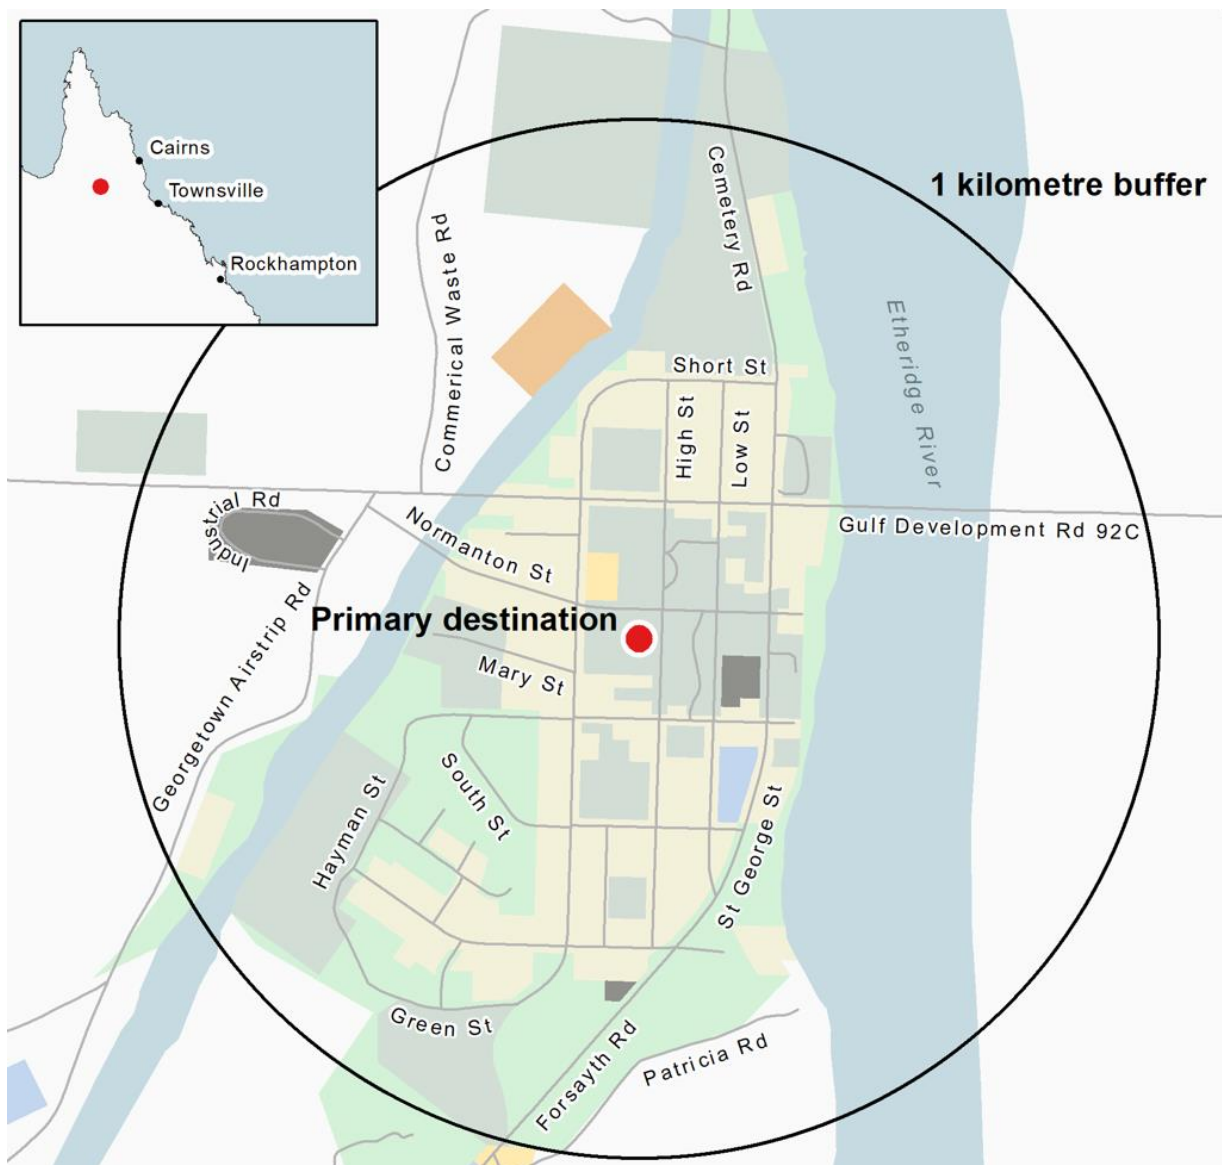 Cairns
Townsville
Rockhampton
1 kilometre buffer
Cemetery Rd
Commerical Waste Rd
Etheridge River
Short St
High St
Low St
Industrial Rd
Normanton St
Gulf Development Rd 92C
Primary destination
Georgetown Airstrip Rd
Mary St
South St
Hayman St
St George St
Green St
Forsayth Rd
Patricia Rd